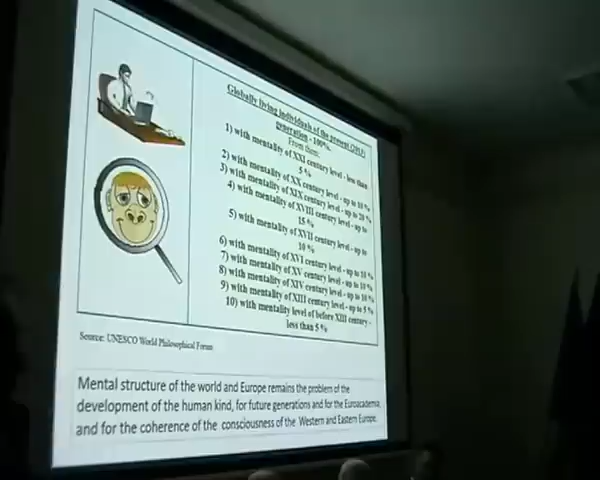 Globally living individuals of the present (XXI)
generation - 100%.
From them:
1) with mentality of XXI century level - less than
5 %
2) with mentality of XX century level - up to 10 %
3) with mentality of XIX century level - up to 20 %
4) with mentality of XVIII century level - up to
15 %
5) with mentality of XVII century level - up to
10 %
6) with mentality of XVI century level - up to 10 %
7) with mentality of XV century level - up to 10 %
8) with mentality of XIV century level - up to 10 %
9) with mentality of XIII century level - up to 5 %
10) with mentality level of before XIII century -
less than 5 %
Source: UNESCO World Philosophical Forum
Mental structure of the world and Europe remains the problem of the
development of the human kind, for future generations and for the Euroacademia,
and for the coherence of the consciousness of the Western and Eastern Europe.